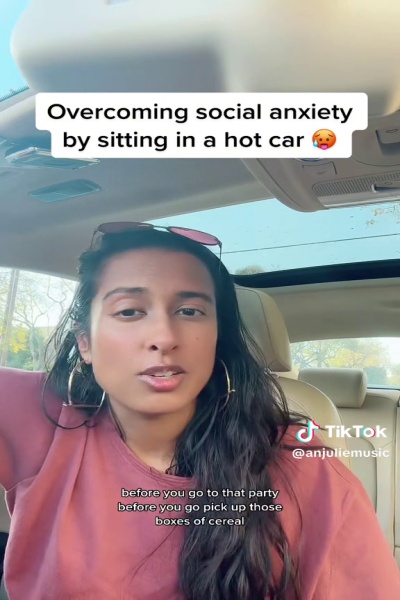 Overcoming social anxiety
by sitting in a hot car 🥵
TikTok
@anjuliemusic
before you go to that party
before you go pick up those
boxes of cereal